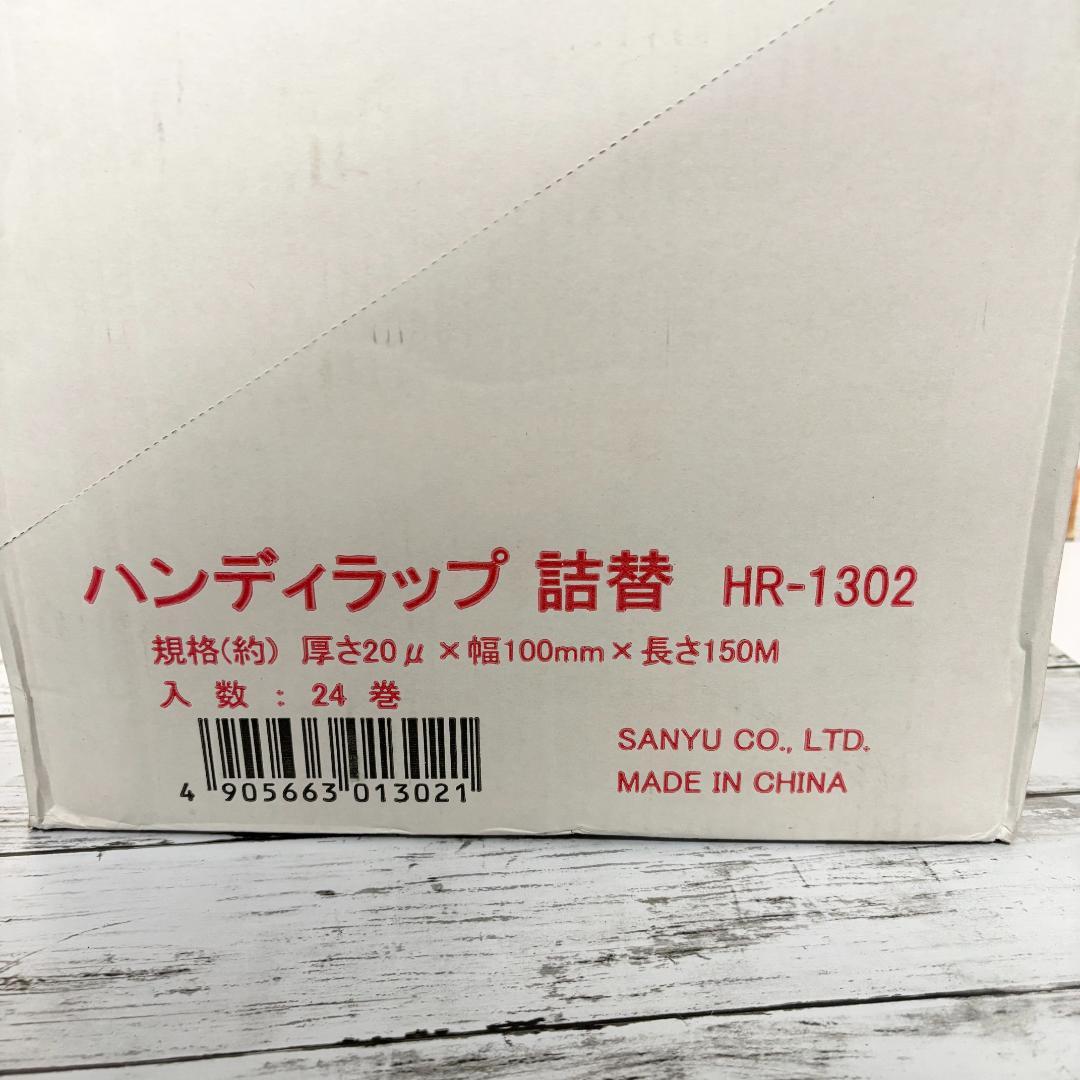 ハンディラップ 詰替 HR-1302
規格(約) 厚さ20μ×幅100mm×長さ150M
入 数 : 24 巻
SANYU CO., LTD.
MADE IN CHINA
4 905663 013021